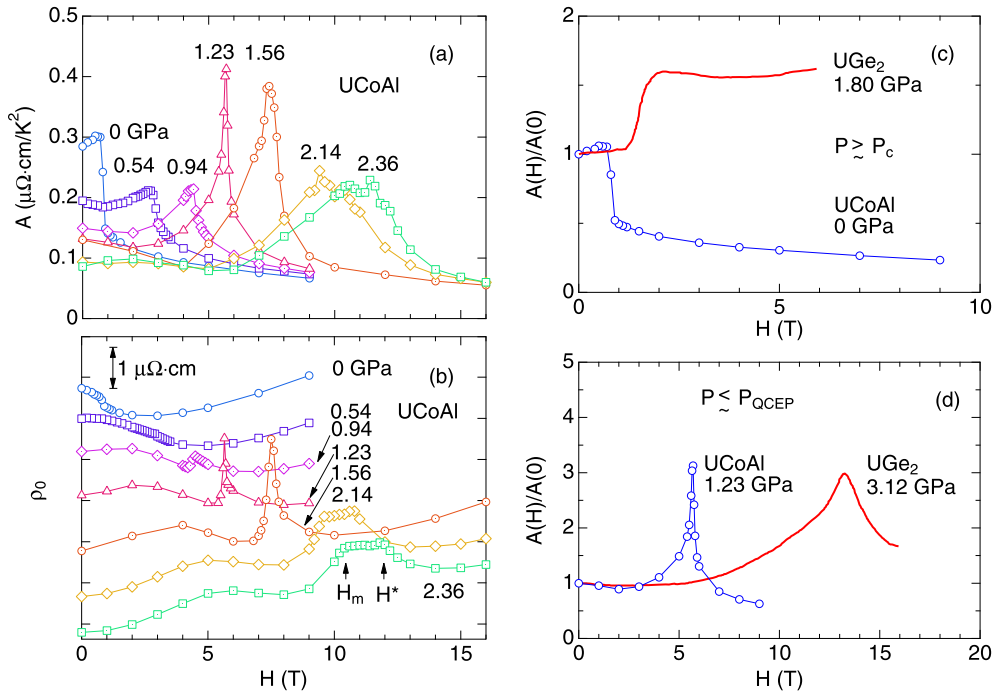 0.5
0.4
0.3
0.2
0.1
0
A (μΩ·cm/K²)
(a)
1.23
1.56
UCoAl
0 GPa
0.54
0.94
2.14
2.36
(b)
1 μΩ·cm
0 GPa
UCoAl
0.54
0.94
1.23
1.56
2.14
2.36
Hm
H*
ρ0
0
5
10
15
H (T)
2
1
0
A(H)/A(0)
(c)
UGe₂
1.80 GPa
P ≳ Pc
UCoAl
0 GPa
0
5
10
H (T)
5
4
3
2
1
0
A(H)/A(0)
(d)
P ≲ PQCEP
UCoAl
1.23 GPa
UGe₂
3.12 GPa
0
5
10
15
20
H (T)